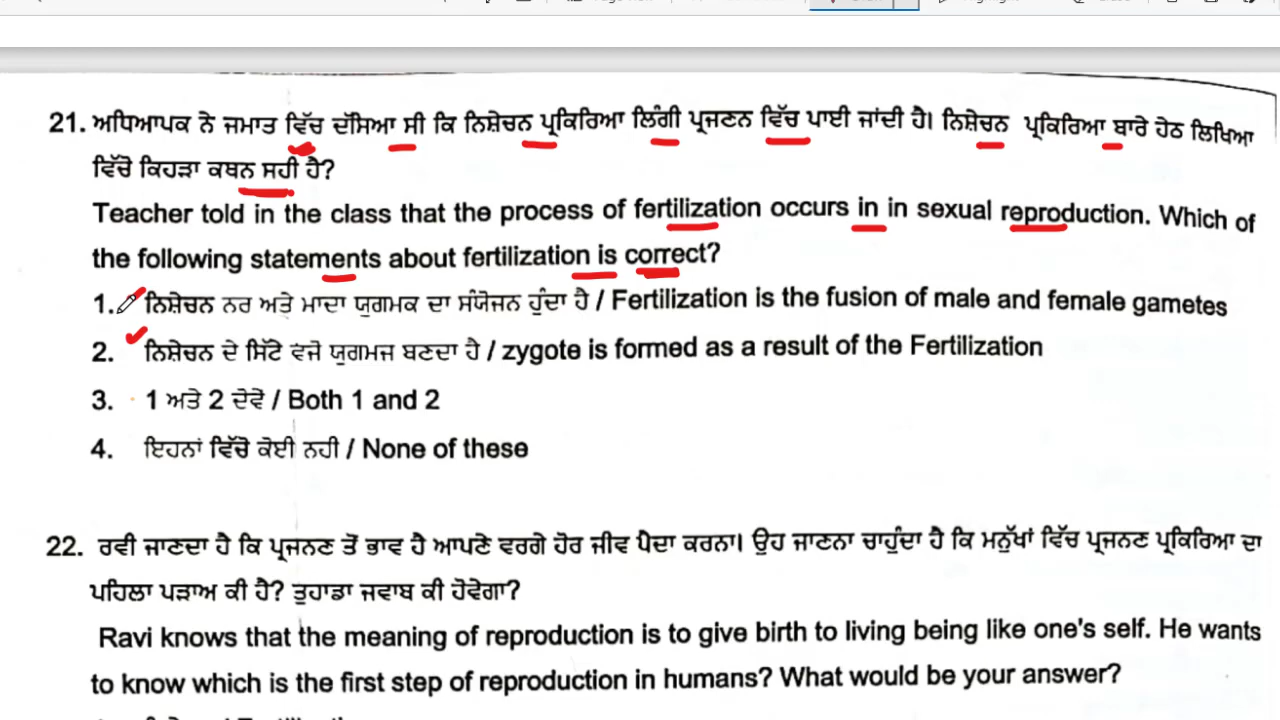 21. ਅਧਿਆਪਕ ਨੇ ਜਮਾਤ ਵਿੱਚ ਦੱਸਿਆ ਸੀ ਕਿ ਨਿਸ਼ੇਚਨ ਪ੍ਰਕਿਰਿਆ ਲਿੰਗੀ ਪ੍ਰਜਣਨ ਵਿੱਚ ਪਾਈ ਜਾਂਦੀ ਹੈ। ਨਿਸ਼ੇਚਨ ਪ੍ਰਕਿਰਿਆ ਬਾਰੇ ਹੇਠ ਲਿਖਿਆ
ਵਿੱਚੋ ਕਿਹੜਾ ਕਥਨ ਸਹੀ ਹੈ?
Teacher told in the class that the process of fertilization occurs in in sexual reproduction. Which of
the following statements about fertilization is correct?
1. ਨਿਸ਼ੇਚਨ ਨਰ ਅਤੇ ਮਾਦਾ ਯੁਗਮਕ ਦਾ ਸੰਯੋਜਨ ਹੁੰਦਾ ਹੈ / Fertilization is the fusion of male and female gametes
2. ਨਿਸ਼ੇਚਨ ਦੇ ਸਿੱਟੇ ਵਜੋ ਯੁਗਮਜ ਬਣਦਾ ਹੈ / zygote is formed as a result of the Fertilization
3. 1 ਅਤੇ 2 ਦੋਵੇਂ / Both 1 and 2
4. ਇਹਨਾਂ ਵਿੱਚੋ ਕੋਈ ਨਹੀ / None of these
22. ਰਵੀ ਜਾਣਦਾ ਹੈ ਕਿ ਪ੍ਰਜਨਣ ਤੋਂ ਭਾਵ ਹੈ ਆਪਣੇ ਵਰਗੇ ਹੋਰ ਜੀਵ ਪੈਦਾ ਕਰਨਾ। ਉਹ ਜਾਣਨਾ ਚਾਹੁੰਦਾ ਹੈ ਕਿ ਮਨੁੱਖਾਂ ਵਿੱਚ ਪ੍ਰਜਨਣ ਪ੍ਰਕਿਰਿਆ ਦਾ
ਪਹਿਲਾ ਪੜਾਅ ਕੀ ਹੈ? ਤੁਹਾਡਾ ਜਵਾਬ ਕੀ ਹੋਵੇਗਾ?
Ravi knows that the meaning of reproduction is to give birth to living being like one's self. He wants
to know which is the first step of reproduction in humans? What would be your answer?